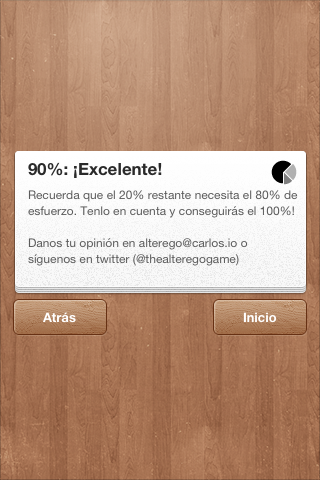 90%: ¡Excelente!
Recuerda que el 20% restante necesita el 80% de
esfuerzo. Tenlo en cuenta y conseguirás el 100%!
Danos tu opinión en alterego@carlos.io o
síguenos en twitter (@thealteregogame)
Atrás
Inicio